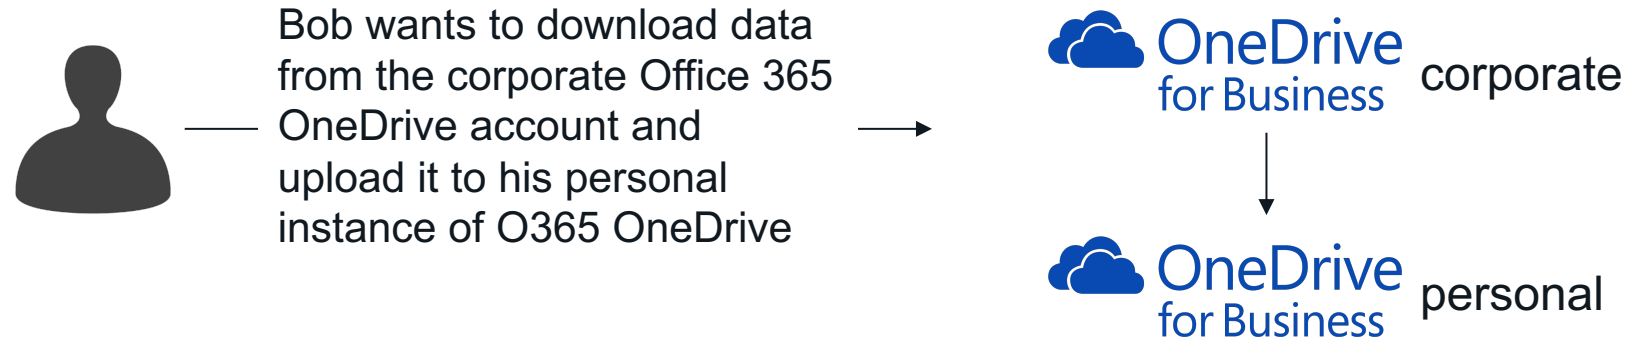 Bob wants to download data
from the corporate Office 365
OneDrive account and
upload it to his personal
instance of O365 OneDrive
OneDrive
for Business
corporate
OneDrive
for Business
personal